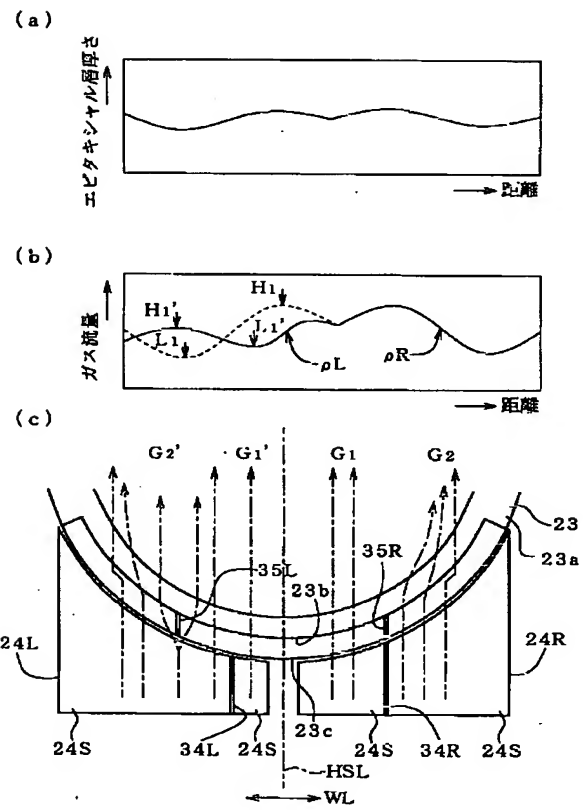 (a)
エピタキシャル層厚さ
距離
(b)
ガス流量
H1'
H1
L1
L1'
ρL
ρR
距離
(c)
G2'
G1'
G1
G2
23
23a
35L
23b
35R
24L
24R
24S
34L
24S
23c
24S
34R
24S
HSL
WL